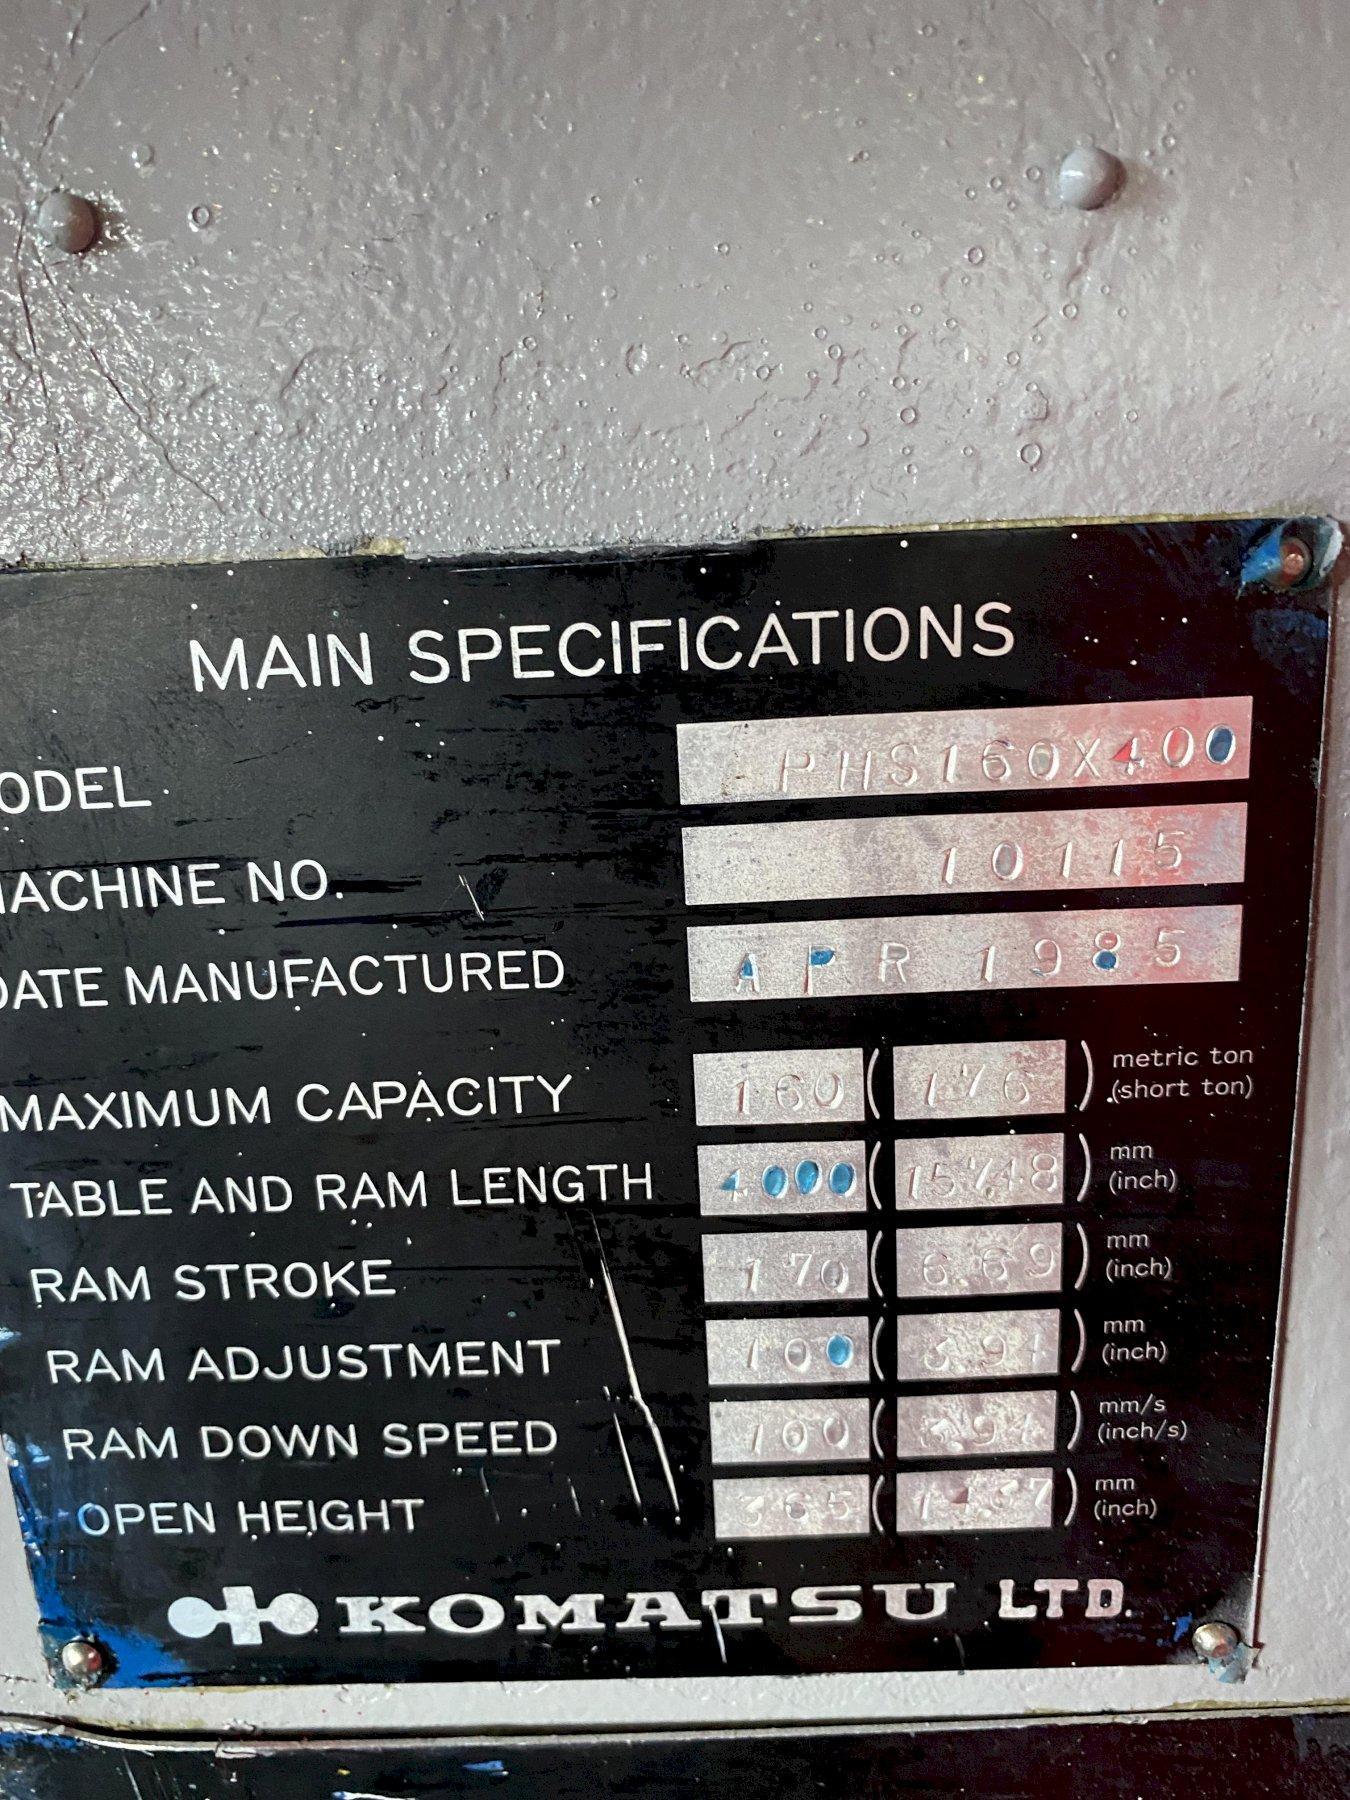 MAIN SPECIFICATIONS
ODEL PHS160X400
MACHINE NO. 10115
DATE MANUFACTURED APR 1985
MAXIMUM CAPACITY 160 (176) metric ton (short ton)
TABLE AND RAM LENGTH 4000 (157.48) mm (inch)
RAM STROKE 170 (6.69) mm (inch)
RAM ADJUSTMENT 100 (3.94) mm (inch)
RAM DOWN SPEED 100 (3.94) mm/s (inch/s)
OPEN HEIGHT 365 (14.37) mm (inch)
KOMATSU LTD.